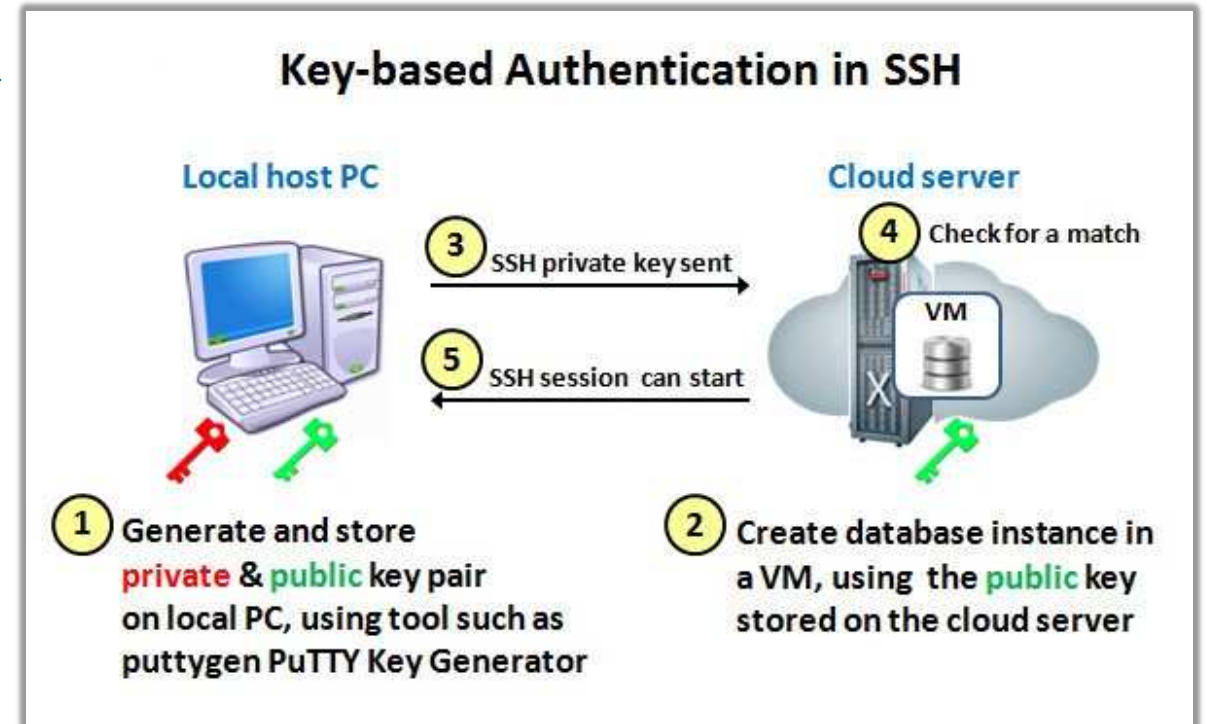 Key-based Authentication in SSH
Local host PC
Cloud server
3
SSH private key sent
4
Check for a match
VM
5
SSH session can start
X
1
Generate and store
private & public key pair
on local PC, using tool such as
puttygen PuTTY Key Generator
2
Create database instance in
a VM, using the public key
stored on the cloud server